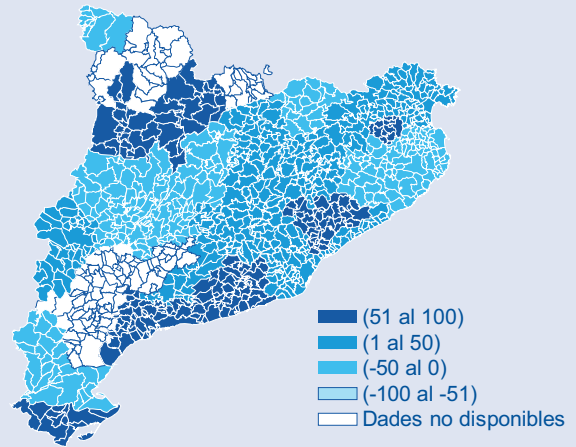 (51 al 100)
(1 al 50)
(-50 al 0)
(-100 al -51)
Dades no disponibles